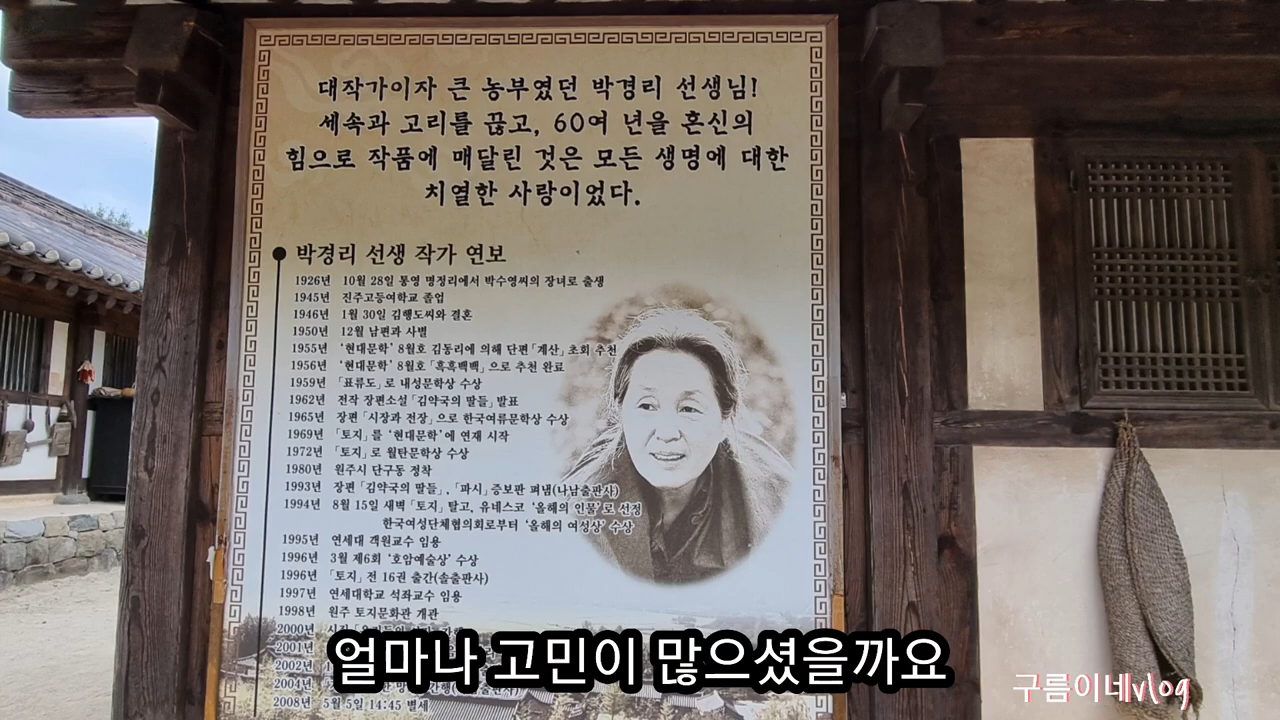 대작가이자 큰 농부였던 박경리 선생님!
세속과 고리를 끊고, 60여 년을 혼신의
힘으로 작품에 매달린 것은 모든 생명에 대한
치열한 사랑이었다.
박경리 선생 작가 연보
1926년 10월 28일 통영 명정리에서 박수영씨의 장녀로 출생
1945년 진주고등여학교 졸업
1946년 1월 30일 김행도씨와 결혼
1950년 12월 남편과 사별
1955년 '현대문학' 8월호 김동리에 의해 단편「계산」초회 추천
1956년 '현대문학' 8월호「흑흑백백」으로 추천 완료
1959년 「표류도」로 내성문학상 수상
1962년 전작 장편소설「김약국의 딸들」발표
1965년 장편「시장과 전장」으로 한국여류문학상 수상
1969년 「토지」를 '현대문학'에 연재 시작
1972년 「토지」로 월탄문학상 수상
1980년 원주시 단구동 정착
1993년 장편「김약국의 딸들」,「파시」증보판 펴냄(나남출판사)
1994년 8월 15일 새벽「토지」탈고, 유네스코 '올해의 인물'로 선정
한국여성단체협의회로부터 '올해의 여성상' 수상
1995년 연세대 객원교수 임용
1996년 3월 제6회 '호암예술상' 수상
1996년 「토지」전 16권 출간(솔출판사)
1997년 연세대학교 석좌교수 임용
1998년 원주 토지문화관 개관
2000년
2001년
2002년
2004년
2008년 5월 5일 14:45 별세
얼마나 고민이 많으셨을까요
구름이네vlog